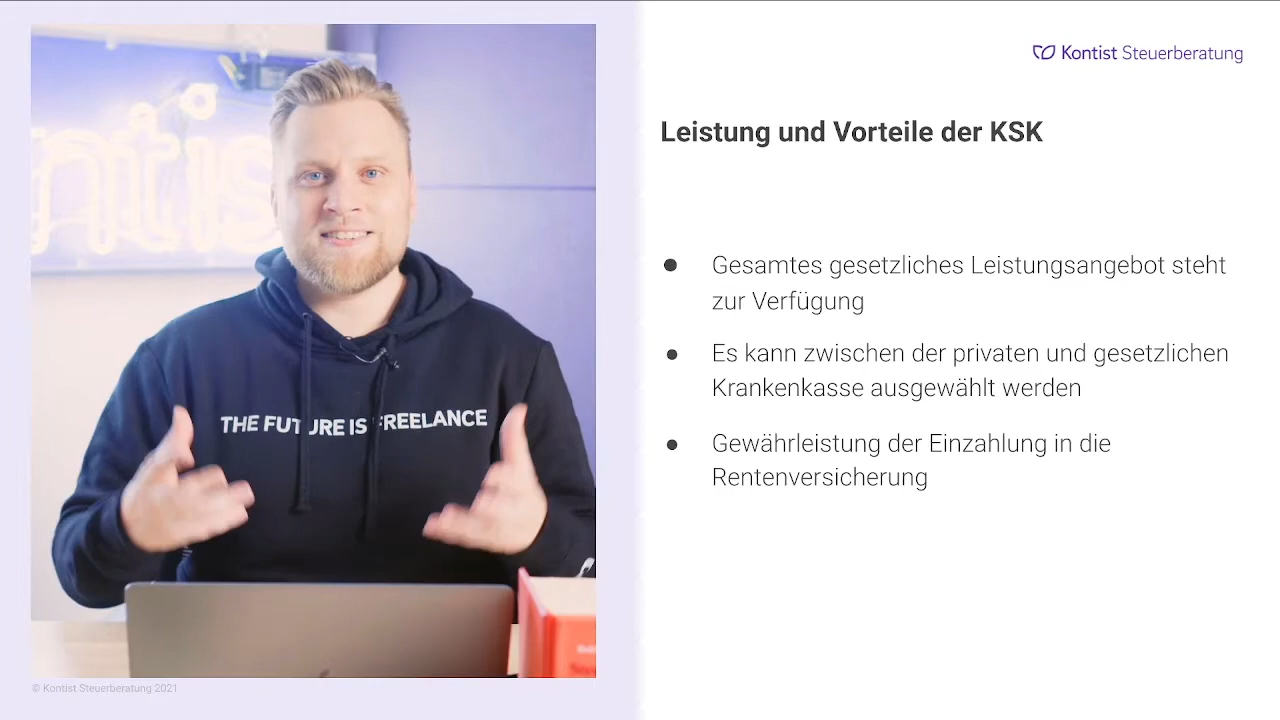 Kontist Steuerberatung
Leistung und Vorteile der KSK
● Gesamtes gesetzliches Leistungsangebot steht
zur Verfügung
● Es kann zwischen der privaten und gesetzlichen
Krankenkasse ausgewählt werden
● Gewährleistung der Einzahlung in die
Rentenversicherung
THE FUTURE IS FREELANCE
© Kontist Steuerberatung 2021